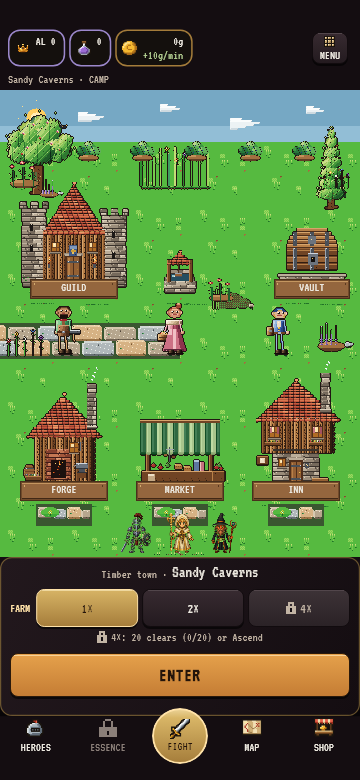 AL 0
0
0g
+10g/min
MENU
Sandy Caverns · CAMP
GUILD
VAULT
FORGE
MARKET
INN
Timber town · Sandy Caverns
FARM
1X
2X
4X
4X: 20 clears (0/20) or Ascend
ENTER
HEROES
ESSENCE
FIGHT
MAP
SHOP